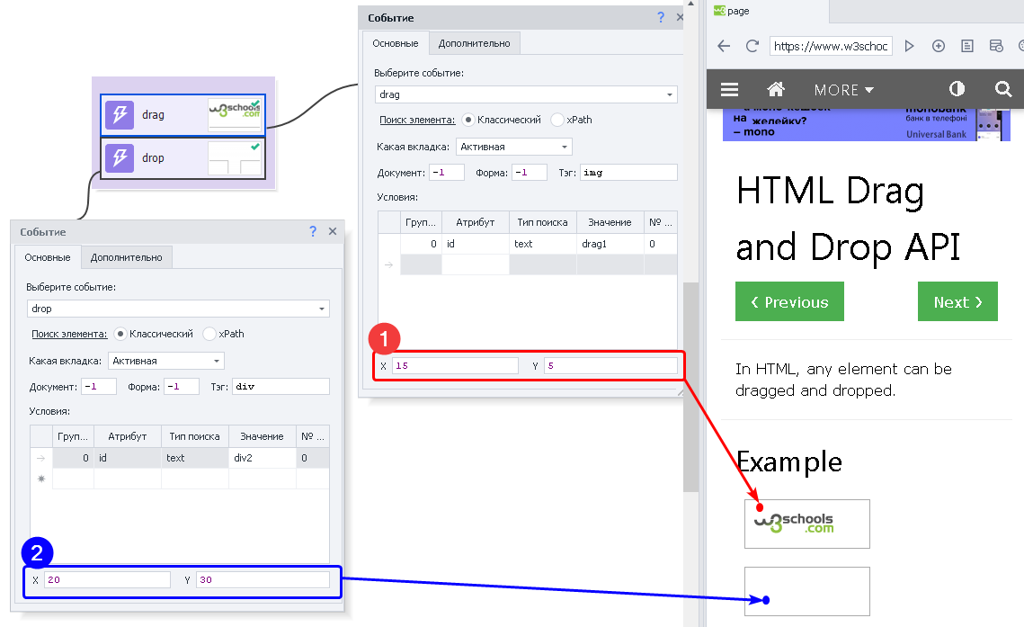 drag
w3schools
.com
drop
Событие
? ×
Основные
Дополнительно
Выберите событие:
drag
Поиск элемента: Классический xPath
Какая вкладка: Активная
Документ: -1 Форма: -1 Тэг: img
Условия:
Груп... Атрибут Тип поиска Значение № ...
0 id text drag1 0
1
X 15 Y 5
Событие
? ×
Основные
Дополнительно
Выберите событие:
drop
Поиск элемента: Классический xPath
Какая вкладка: Активная
Документ: -1 Форма: -1 Тэг: div
Условия:
Груп... Атрибут Тип поиска Значение № ...
0 id text div2 0
2
X 20 Y 30
page
https://www.w3schoc
MORE
на желейку?
– mono
monobank
банк в телефоні
Universal Bank
HTML Drag
and Drop API
❮ Previous
Next ❯
In HTML, any element can be
dragged and dropped.
Example
w3schools
.com